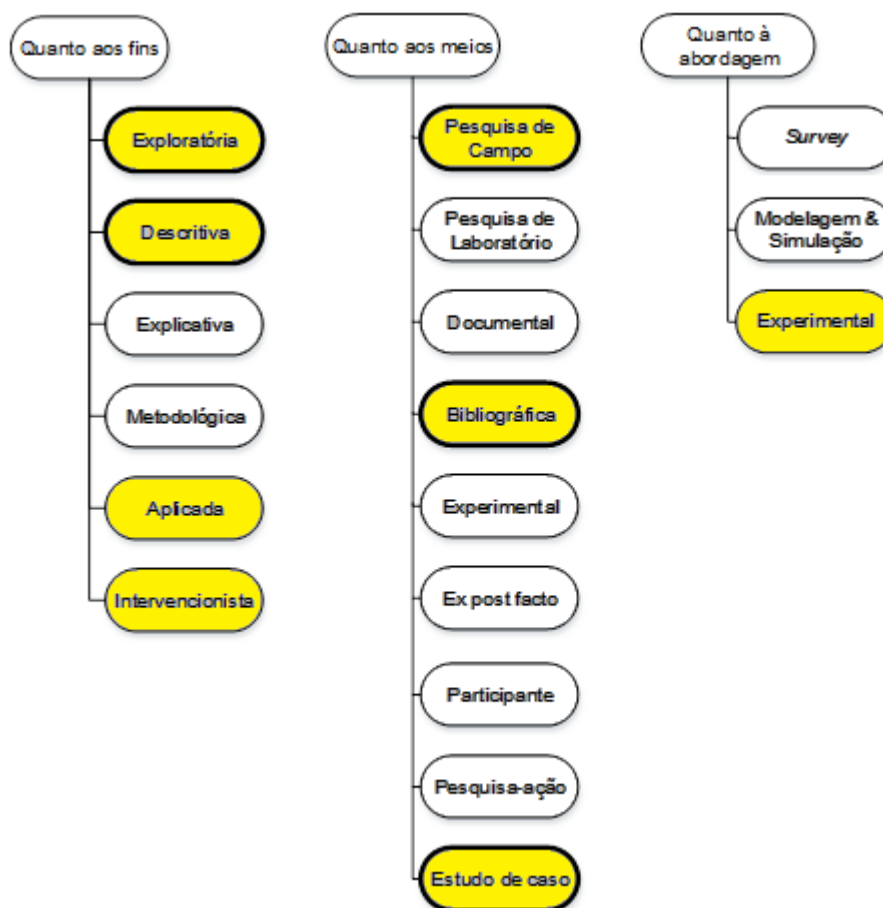 Quanto aos fins
Exploratória
Descritiva
Explicativa
Metodológica
Aplicada
Intervencionista
Quanto aos meios
Pesquisa de
Campo
Pesquisa de
Laboratório
Documental
Bibliográfica
Experimental
Ex post facto
Participante
Pesquisa-ação
Estudo de caso
Quanto à
abordagem
Survey
Modelagem &
Simulação
Experimental